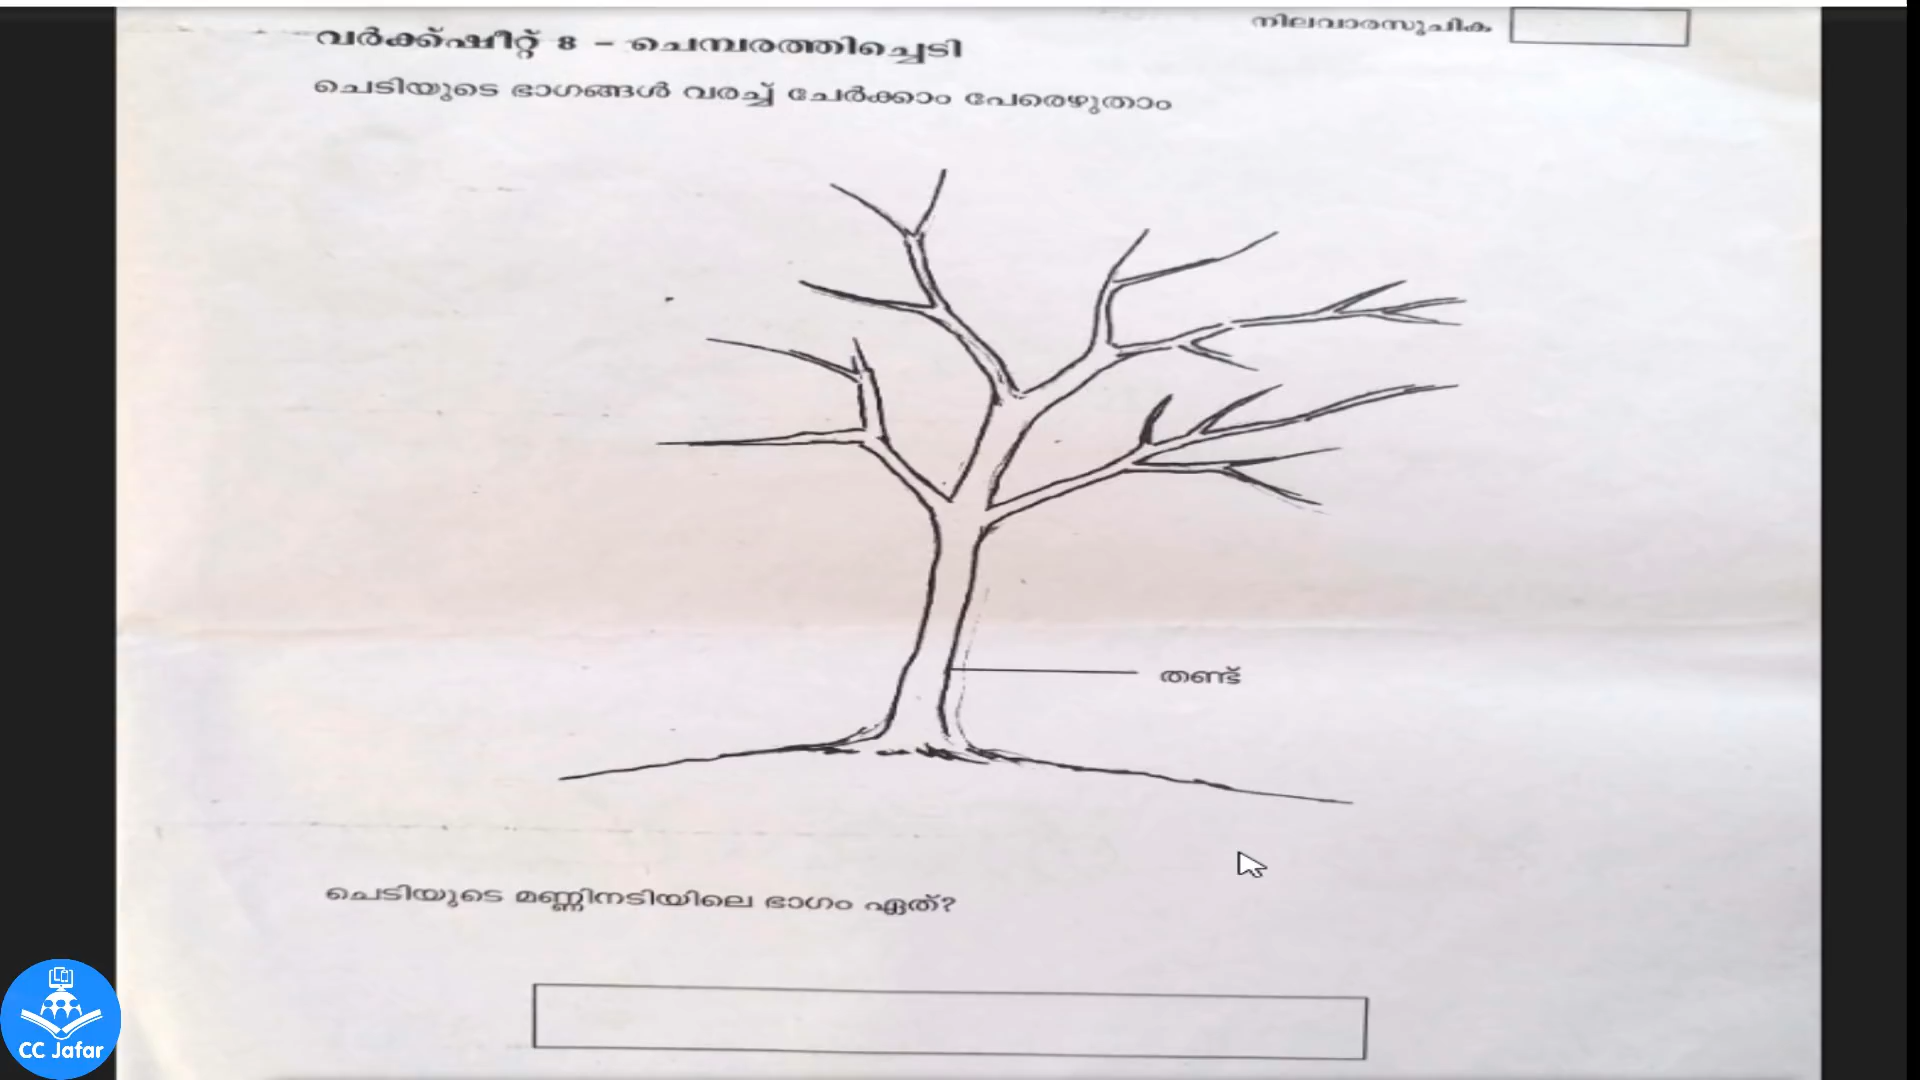 നിലവാരസൂചിക
വർക്ക്ഷീറ്റ് 8 – ചെമ്പരത്തിച്ചെടി
ചെടിയുടെ ഭാഗങ്ങൾ വരച്ച് ചേർക്കാം പേരെഴുതാം
തണ്ട്
ചെടിയുടെ മണ്ണിനടിയിലെ ഭാഗം ഏത്?
CC Jafar